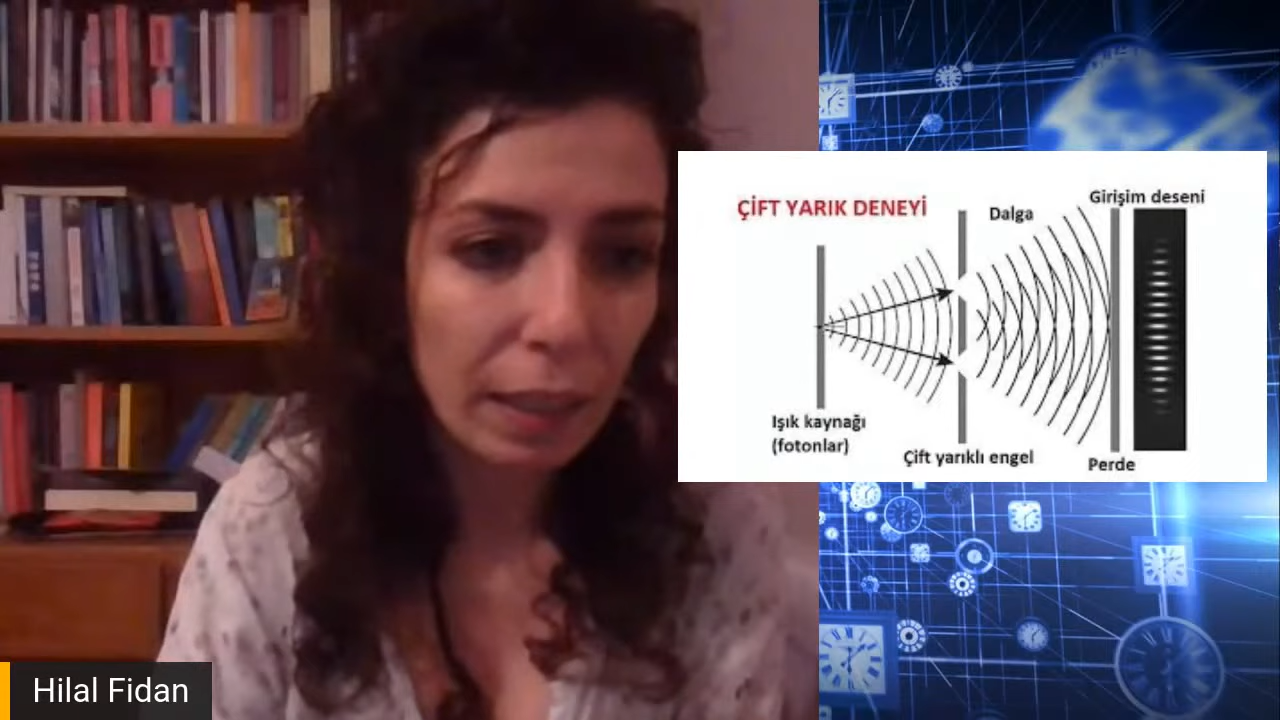 ÇİFT YARIK DENEYİ
Dalga
Girişim deseni
Işık kaynağı
(fotonlar)
Çift yarıklı engel
Perde
Hilal Fidan